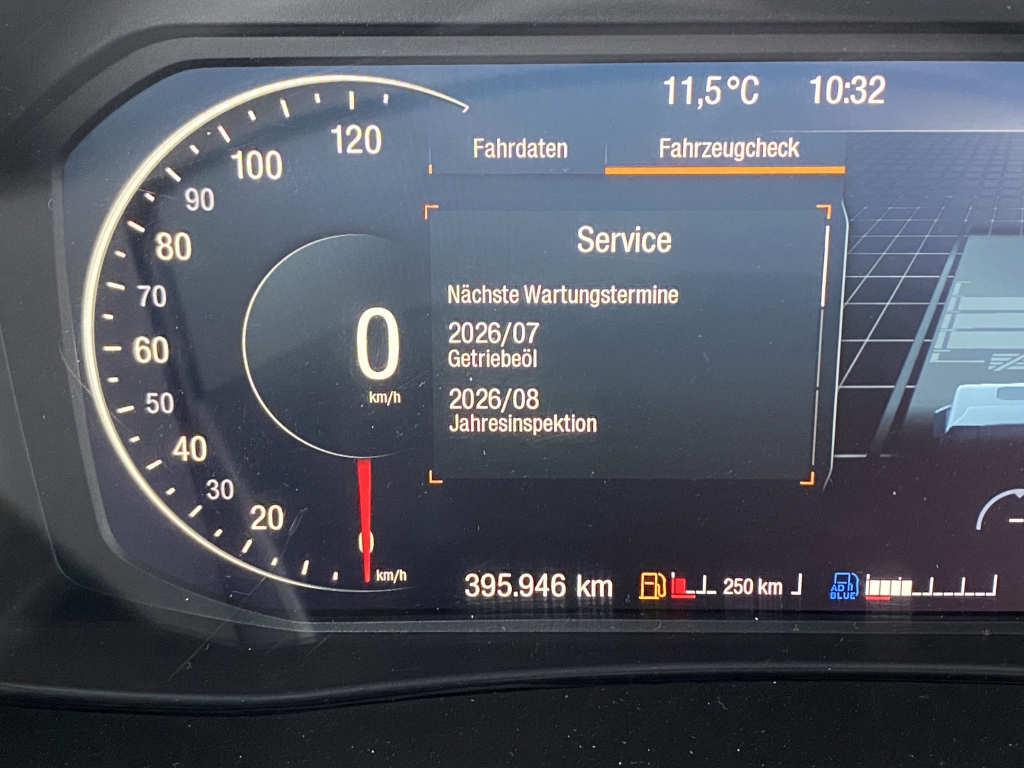 11,5°C 10:32
Fahrdaten Fahrzeugcheck
120
100
90
80
70
60
50
40
30
20
0
km/h
0
km/h
Service
Nächste Wartungstermine
2026/07
Getriebeöl
2026/08
Jahresinspektion
395.946 km 250 km
AD
BLUE